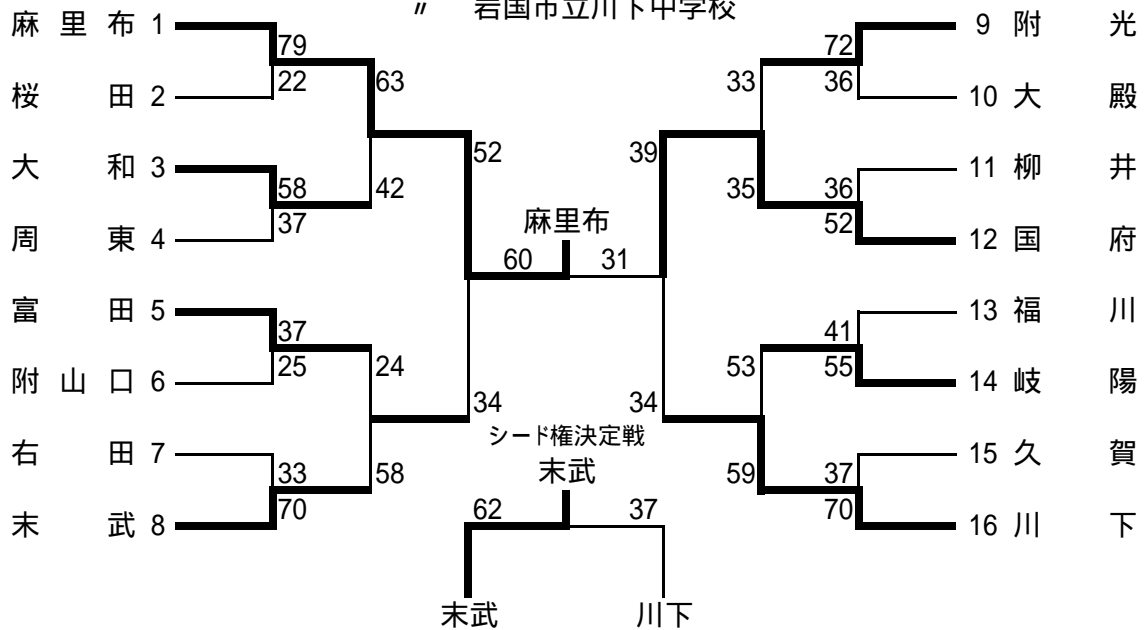 〃 岩国市立川下中学校
麻里布 1 79 72 9 附光
63 33
桜田 2 22 36 10 大殿
52 39
大和 3 11 柳井
58 42 35 36
37 52
周東 4 麻里布 12 国府
60 31
富田 5 13 福川
37 41
25 24 53 55
附山口 6 14 岐陽
34 34
シード権決定戦
右田 7 末武 15 久賀
33 58 59 37
70 62 37 70
末武 8 16 川下
末武 川下